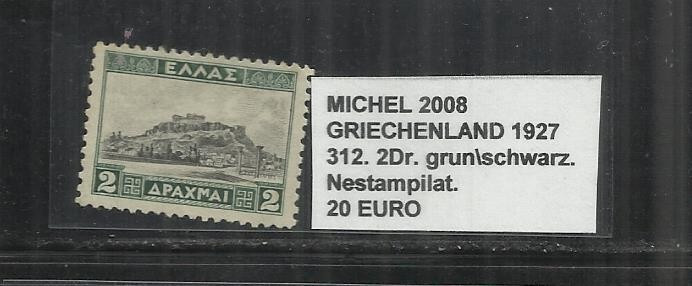 ΕΛΛΑΣ
2 ΔΡΑΧΜΑΙ 2
MICHEL 2008
GRIECHENLAND 1927
312. 2Dr. grun\schwarz.
Nestampilat.
20 EURO